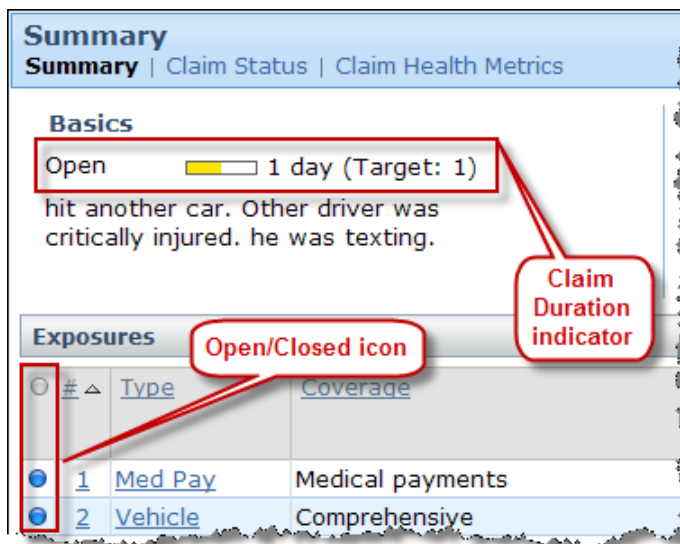 Summary
Summary | Claim Status | Claim Health Metrics
Basics
Open 1 day (Target: 1)
hit another car. Other driver was
critically injured. he was texting.
Claim
Duration
indicator
Exposures
Open/Closed icon
# Type Coverage
1 Med Pay Medical payments
2 Vehicle Comprehensive